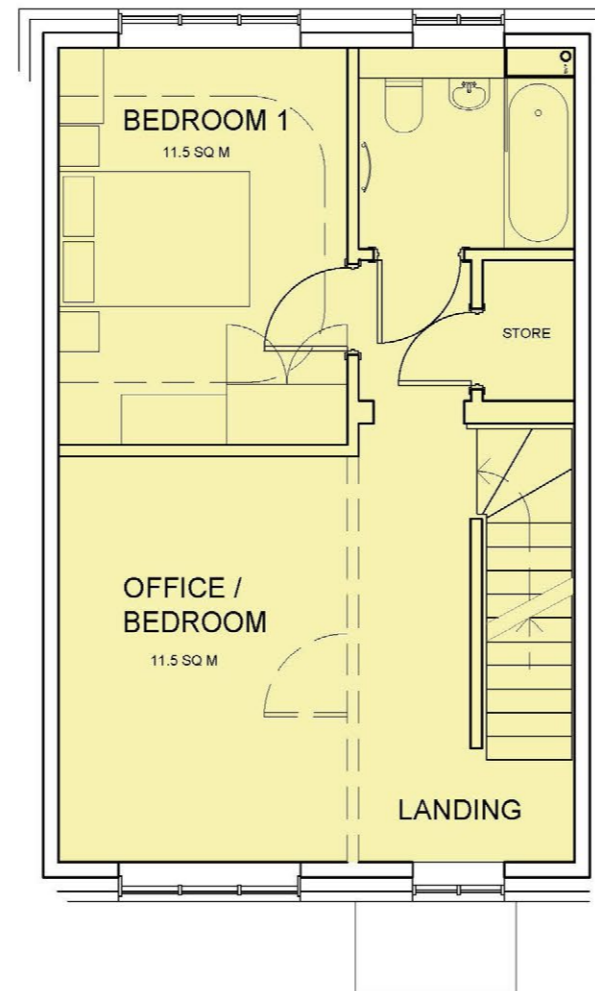 BEDROOM 1
11.5 SQ M
STORE
OFFICE /
BEDROOM
11.5 SQ M
LANDING